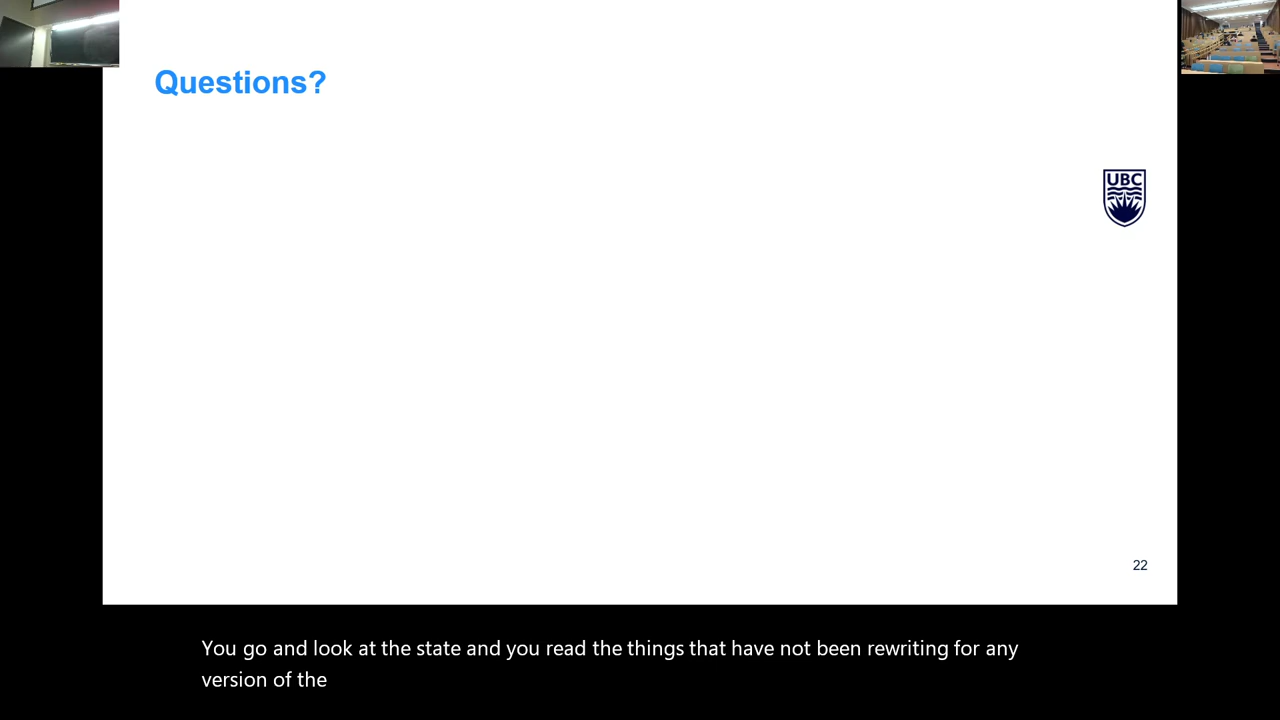 Questions?
UBC
22
You go and look at the state and you read the things that have not been rewriting for any
version of the